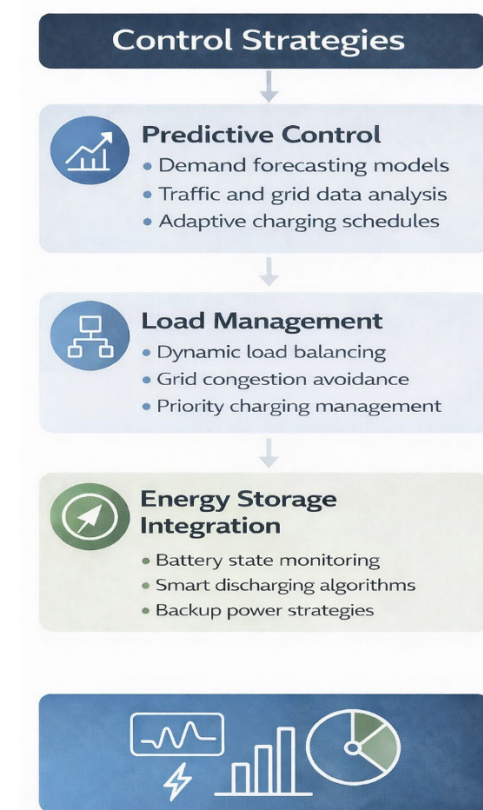 Control Strategies
Predictive Control
• Demand forecasting models
• Traffic and grid data analysis
• Adaptive charging schedules
Load Management
• Dynamic load balancing
• Grid congestion avoidance
• Priority charging management
Energy Storage
Integration
• Battery state monitoring
• Smart discharging algorithms
• Backup power strategies